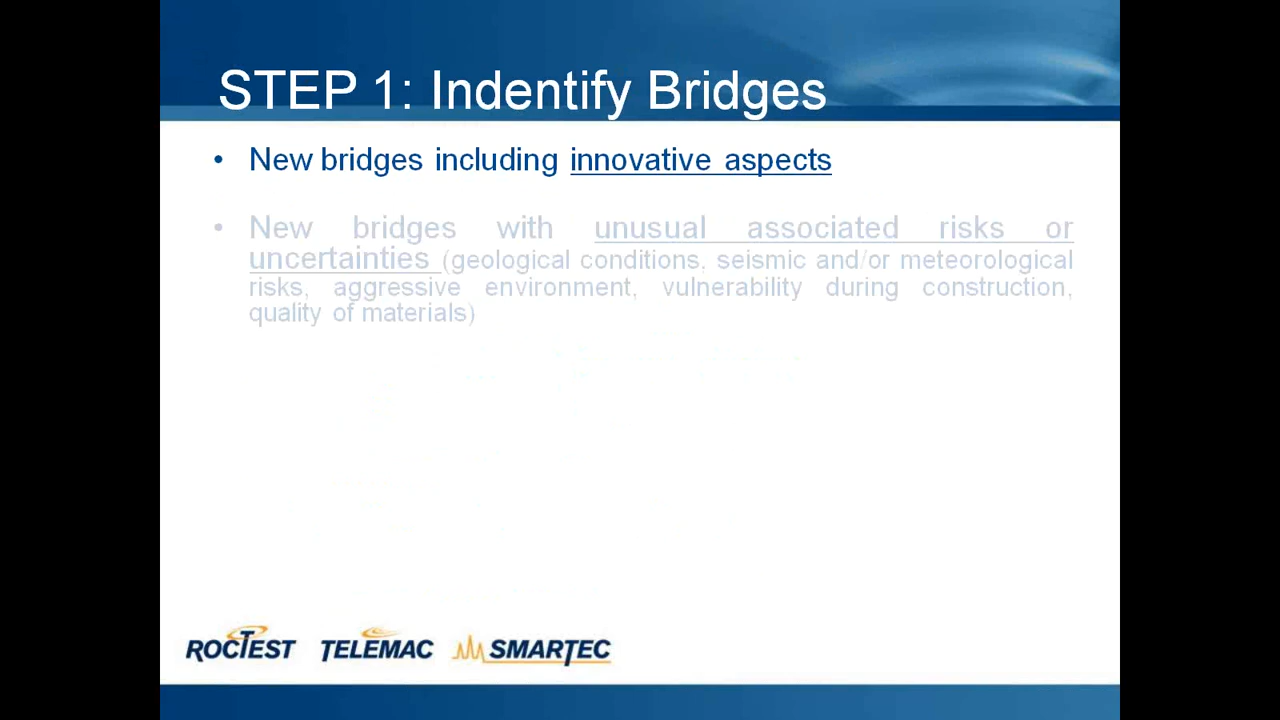 STEP 1: Indentify Bridges
• New bridges including innovative aspects
• New bridges with unusual associated risks or
uncertainties (geological conditions, seismic and/or meteorological
risks, aggressive environment, vulnerability during construction,
quality of materials)
ROCTEST TELEMAC SMARTEC